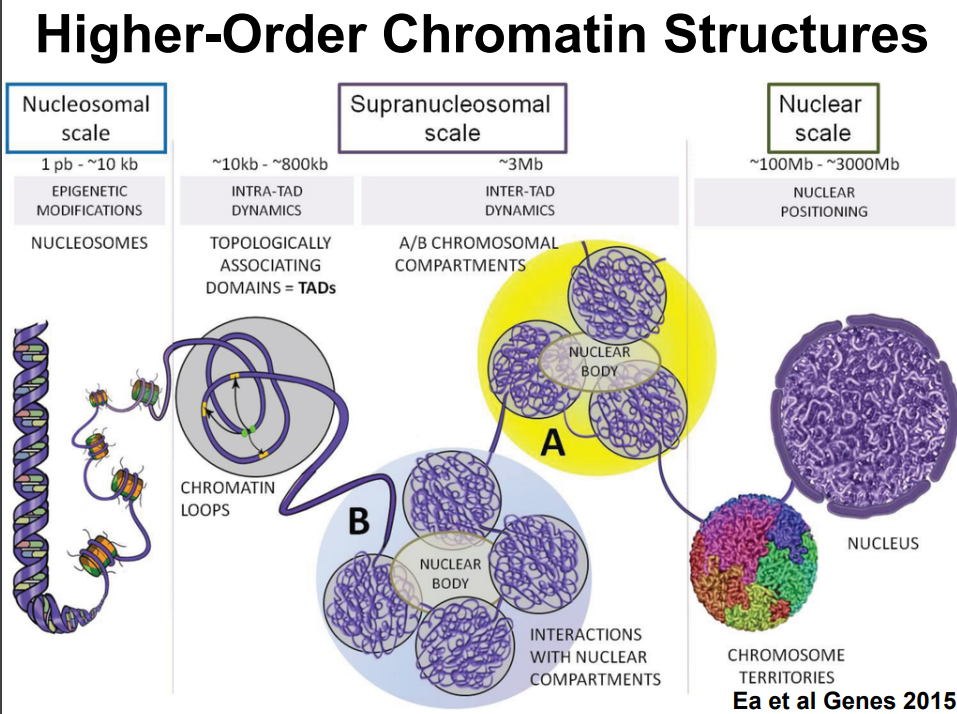 Higher-Order Chromatin Structures
Nucleosomal
scale
Supranucleosomal
scale
Nuclear
scale
1 pb - ~10 kb
~10kb - ~800kb
~3Mb
~100Mb - ~3000Mb
EPIGENETIC
MODIFICATIONS
INTRA-TAD
DYNAMICS
INTER-TAD
DYNAMICS
NUCLEAR
POSITIONING
NUCLEOSOMES
TOPOLOGICALLY
ASSOCIATING
DOMAINS = TADs
A/B CHROMOSOMAL
COMPARTMENTS
NUCLEAR
BODY
A
CHROMATIN
LOOPS
B
NUCLEAR
BODY
NUCLEUS
INTERACTIONS
WITH NUCLEAR
COMPARTMENTS
CHROMOSOME
TERRITORIES
Ea et al Genes 2015